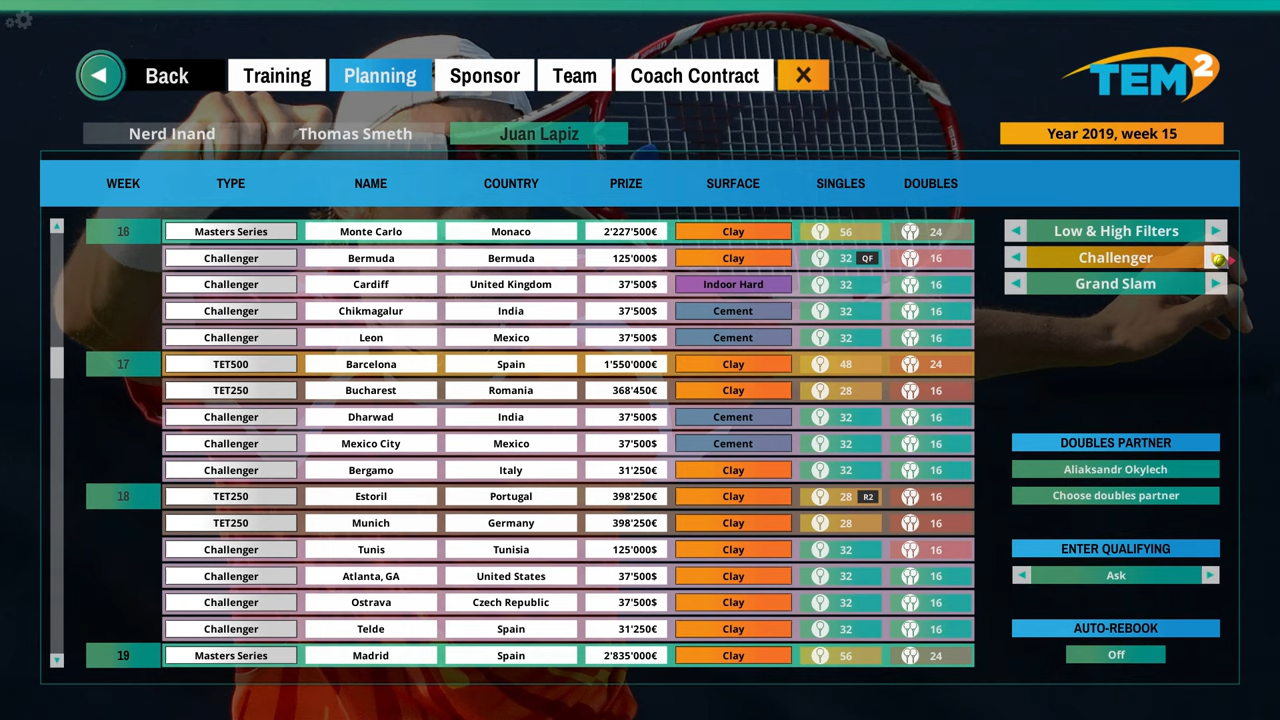 Back Training Planning Sponsor Team Coach Contract X
TEM2
Nerd Inand Thomas Smeth Juan Lapiz Year 2019, week 15
WEEK TYPE NAME COUNTRY PRIZE SURFACE SINGLES DOUBLES
16 Masters Series Monte Carlo Monaco 2'227'500€ Clay 56 24 Low & High Filters
Challenger Bermuda Bermuda 125'000$ Clay 32 QF 16 Challenger
Challenger Cardiff United Kingdom 37'500$ Indoor Hard 32 16 Grand Slam
Challenger Chikmagalur India 37'500$ Cement 32 16
Challenger Leon Mexico 37'500$ Cement 32 16
17 TET500 Barcelona Spain 1'550'000€ Clay 48 24
TET250 Bucharest Romania 368'450€ Clay 28 16
Challenger Dharwad India 37'500$ Cement 32 16
Challenger Mexico City Mexico 37'500$ Cement 32 16 DOUBLES PARTNER
Challenger Bergamo Italy 31'250€ Clay 32 16 Aliaksandr Okylech
18 TET250 Estoril Portugal 398'250€ Clay 28 R2 16 Choose doubles partner
TET250 Munich Germany 398'250€ Clay 28 16
Challenger Tunis Tunisia 125'000$ Clay 32 16 ENTER QUALIFYING
Challenger Atlanta, GA United States 37'500$ Clay 32 16 Ask
Challenger Ostrava Czech Republic 37'500$ Clay 32 16
Challenger Telde Spain 31'250€ Clay 32 16 AUTO-REBOOK
19 Masters Series Madrid Spain 2'835'000€ Clay 56 24 Off